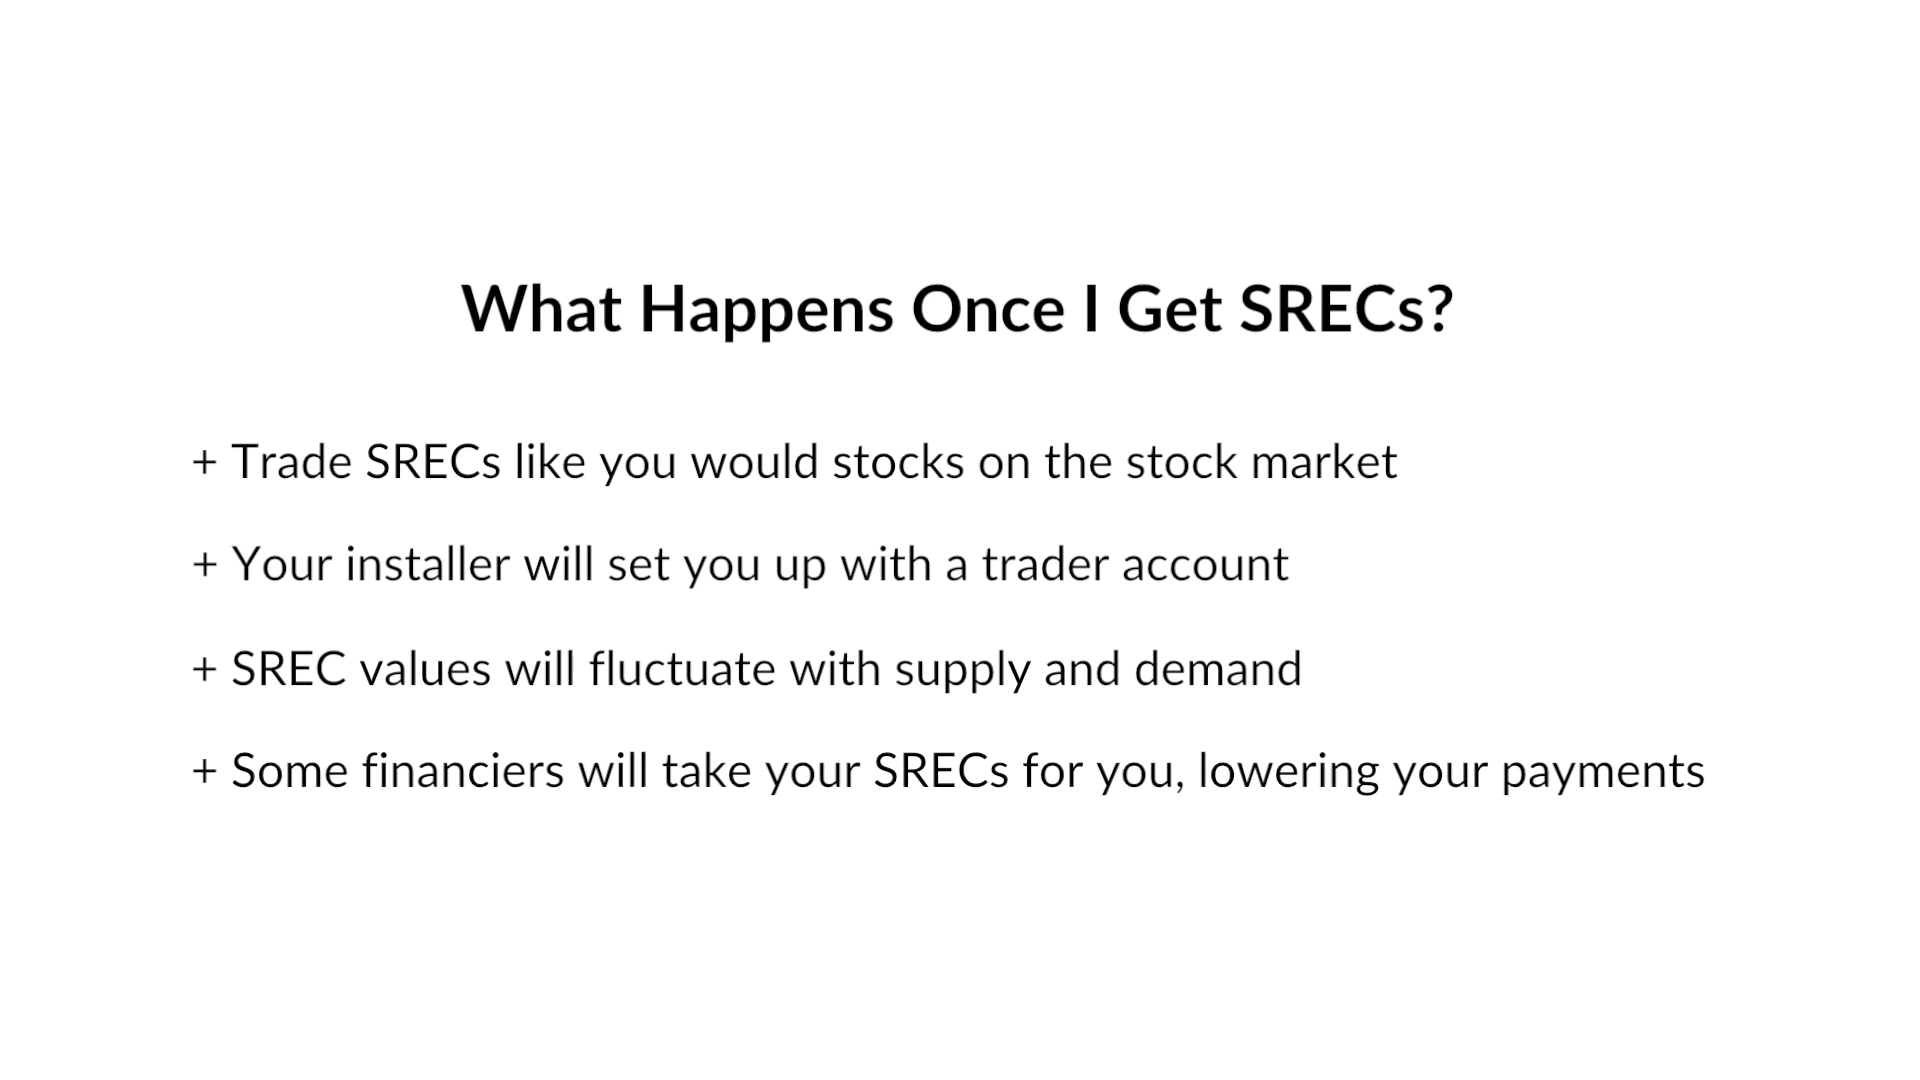 What Happens Once I Get SRECs?
+ Trade SRECs like you would stocks on the stock market
+ Your installer will set you up with a trader account
+ SREC values will fluctuate with supply and demand
+ Some financiers will take your SRECs for you, lowering your payments